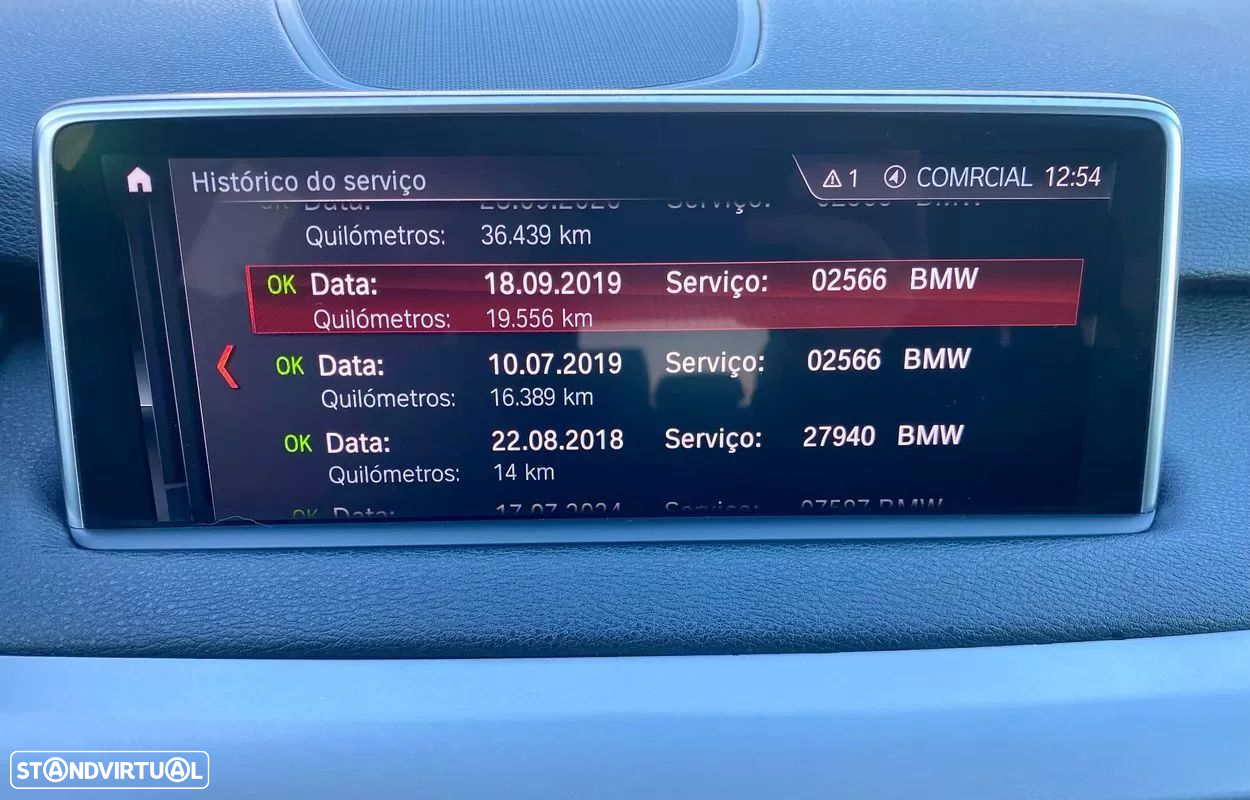 Histórico do serviço
1 COMRCIAL 12:54
Quilómetros: 36.439 km
OK Data: 18.09.2019 Serviço: 02566 BMW
Quilómetros: 19.556 km
OK Data: 10.07.2019 Serviço: 02566 BMW
Quilómetros: 16.389 km
OK Data: 22.08.2018 Serviço: 27940 BMW
Quilómetros: 14 km
STANDVIRTUAL